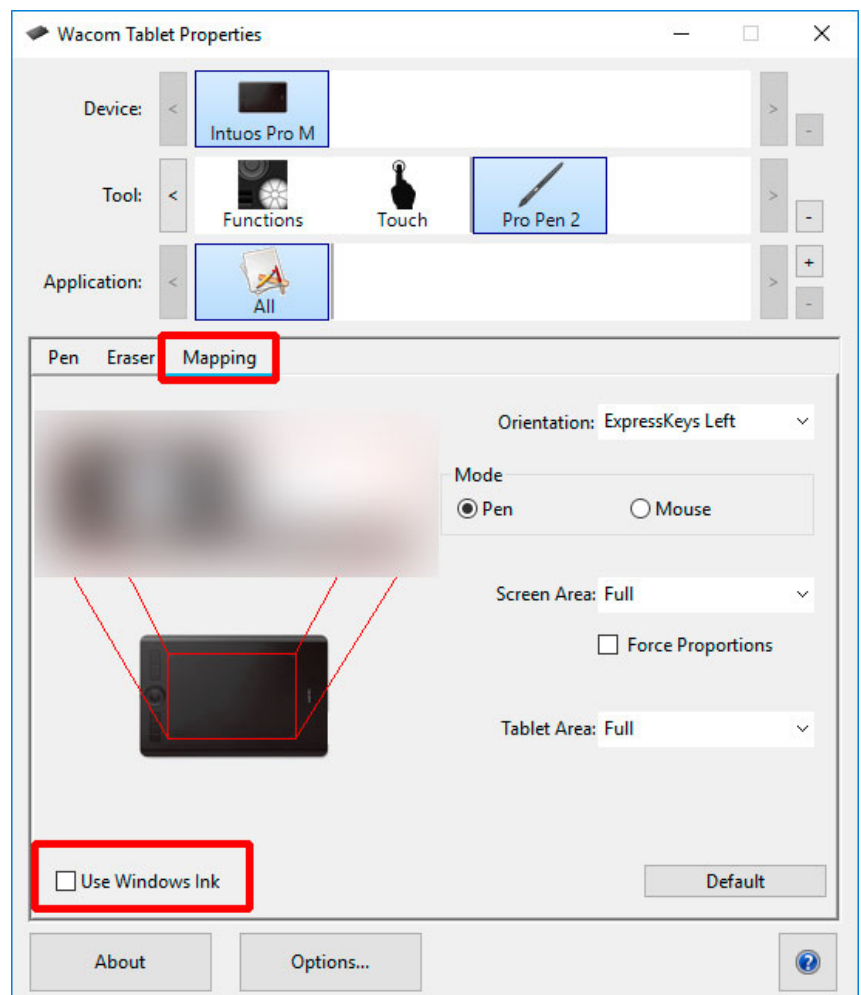 Wacom Tablet Properties
Device:
<
Intuos Pro M
>
-
Tool:
<
Functions
Touch
Pro Pen 2
>
-
Application:
<
All
>
+
-
Pen Eraser Mapping
Orientation: ExpressKeys Left
Mode
Pen Mouse
Screen Area: Full
Force Proportions
Tablet Area: Full
Use Windows Ink
Default
About Options... ?